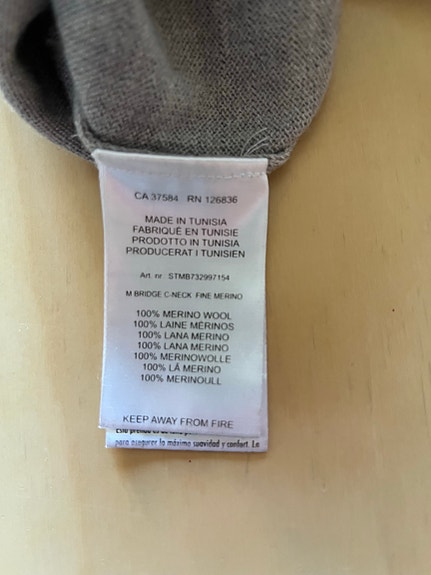 CA 37584 RN 126836
MADE IN TUNISIA
FABRIQUÉ EN TUNISIE
PRODOTTO IN TUNISIA
PRODUCERAT I TUNISIEN
Art. nr. STMB732997154
M BRIDGE C-NECK FINE MERINO
100% MERINO WOOL
100% LAINE MÉRINOS
100% LANA MERINO
100% LANA MERINO
100% MERINOWOLLE
100% LÃ MERINO
100% MERINOULL
KEEP AWAY FROM FIRE
Esta prenda
para asegurar la máxima suavidad y confort. La